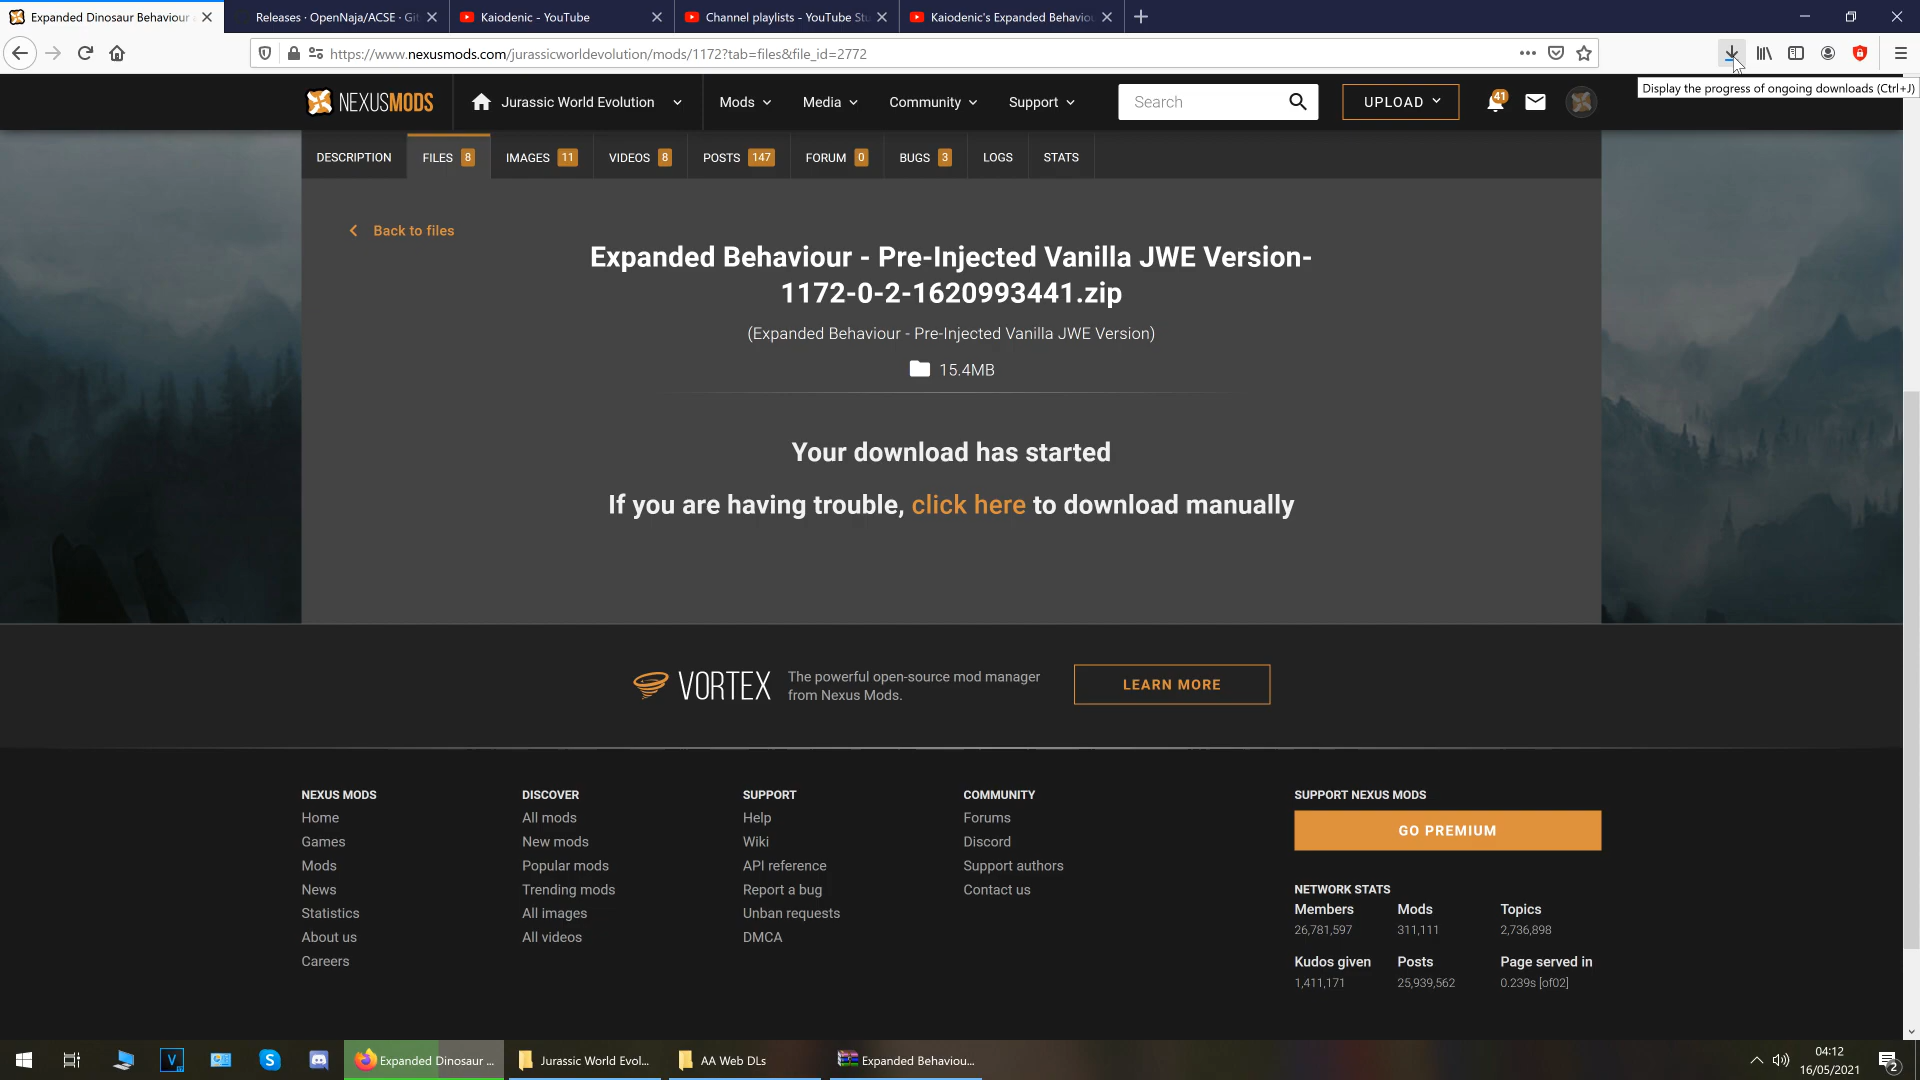 Expanded Dinosaur Behaviour
Releases · OpenNaja/ACSE · Git
Kaiodenic - YouTube
Channel playlists - YouTube Stu
Kaiodenic's Expanded Behaviou
https://www.nexusmods.com/jurassicworldevolution/mods/1172?tab=files&file_id=2772
Display the progress of ongoing downloads (Ctrl+J)
NEXUSMODS
Jurassic World Evolution
Mods
Media
Community
Support
Search
UPLOAD
41
DESCRIPTION
FILES 8
IMAGES 11
VIDEOS 8
POSTS 147
FORUM 0
BUGS 3
LOGS
STATS
Back to files
Expanded Behaviour - Pre-Injected Vanilla JWE Version-
1172-0-2-1620993441.zip
(Expanded Behaviour - Pre-Injected Vanilla JWE Version)
15.4MB
Your download has started
If you are having trouble, click here to download manually
VORTEX
The powerful open-source mod manager
from Nexus Mods.
LEARN MORE
NEXUS MODS
Home
Games
Mods
News
Statistics
About us
Careers
DISCOVER
All mods
New mods
Popular mods
Trending mods
All images
All videos
SUPPORT
Help
Wiki
API reference
Report a bug
Unban requests
DMCA
COMMUNITY
Forums
Discord
Support authors
Contact us
SUPPORT NEXUS MODS
GO PREMIUM
NETWORK STATS
Members
26,781,597
Mods
311,111
Topics
2,736,898
Kudos given
1,411,171
Posts
25,939,562
Page served in
0.239s [of02]
Expanded Dinosaur ...
Jurassic World Evol...
AA Web DLs
Expanded Behaviou...
04:12
16/05/2021
2